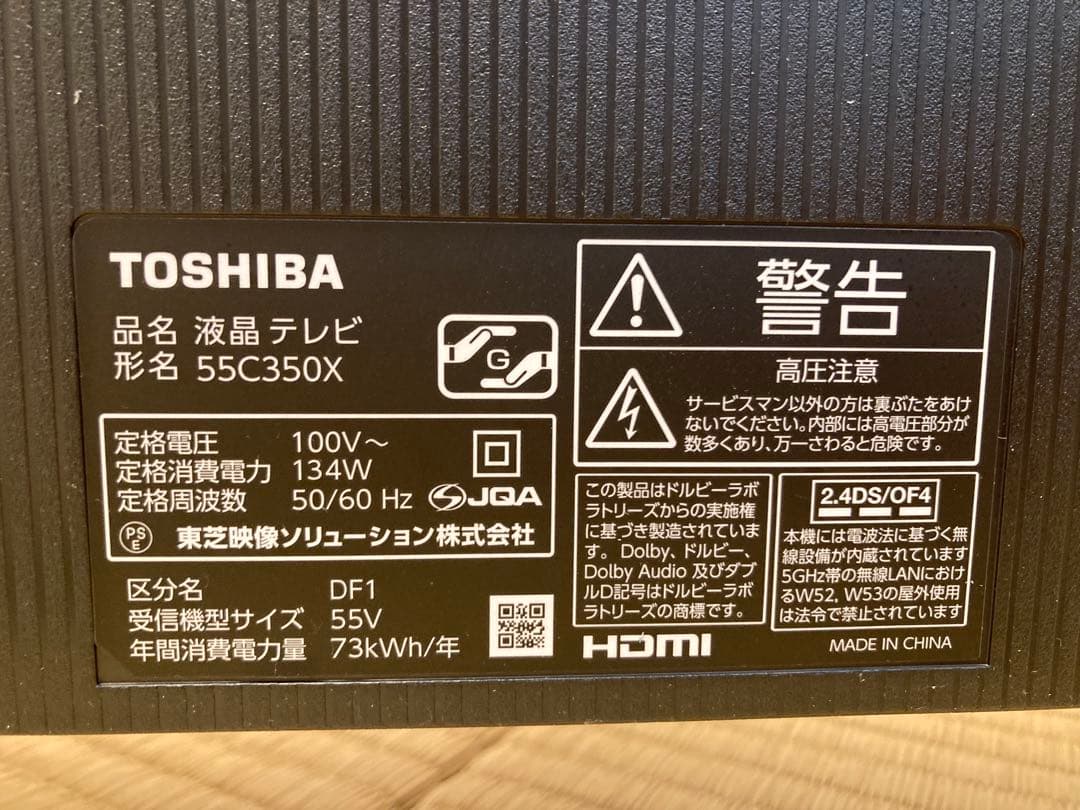 TOSHIBA
品名 液晶テレビ
形名 55C350X
G
定格電圧 100V～
定格消費電力 134W
定格周波数 50/60 Hz
JQA
PS
E
東芝映像ソリューション株式会社
区分名 DF1
受信機型サイズ 55V
年間消費電力量 73kWh/年
警告
高圧注意
サービスマン以外の方は裏ぶたをあけ
ないでください。内部には高電圧部分が
数多くあり、万一さわると危険です。
この製品はドルビーラボ
ラトリーズからの実施権
に基づき製造されていま
す。Dolby、ドルビー、
Dolby Audio 及びダブ
ルD記号はドルビーラボ
ラトリーズの商標です。
2.4DS/OF4
本機には電波法に基づく無
線設備が内蔵されています
5GHz帯の無線LANにおけ
るW52, W53の屋外使用
は法令で禁止されています
HDMI
MADE IN CHINA